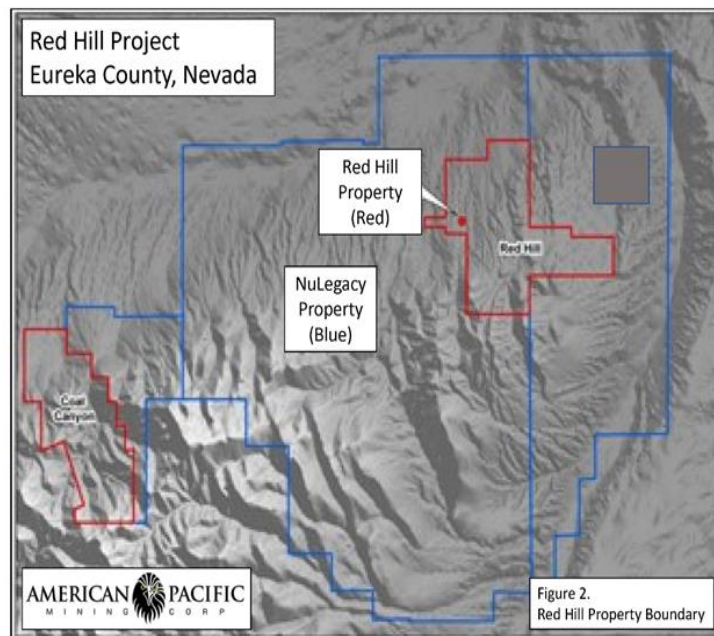 Red Hill Project
Eureka County, Nevada
Red Hill
Property
(Red)
Red Hill
NuLegacy
Property
(Blue)
Coal
Canyon
AMERICAN PACIFIC
MINING CORP
Figure 2.
Red Hill Property Boundary